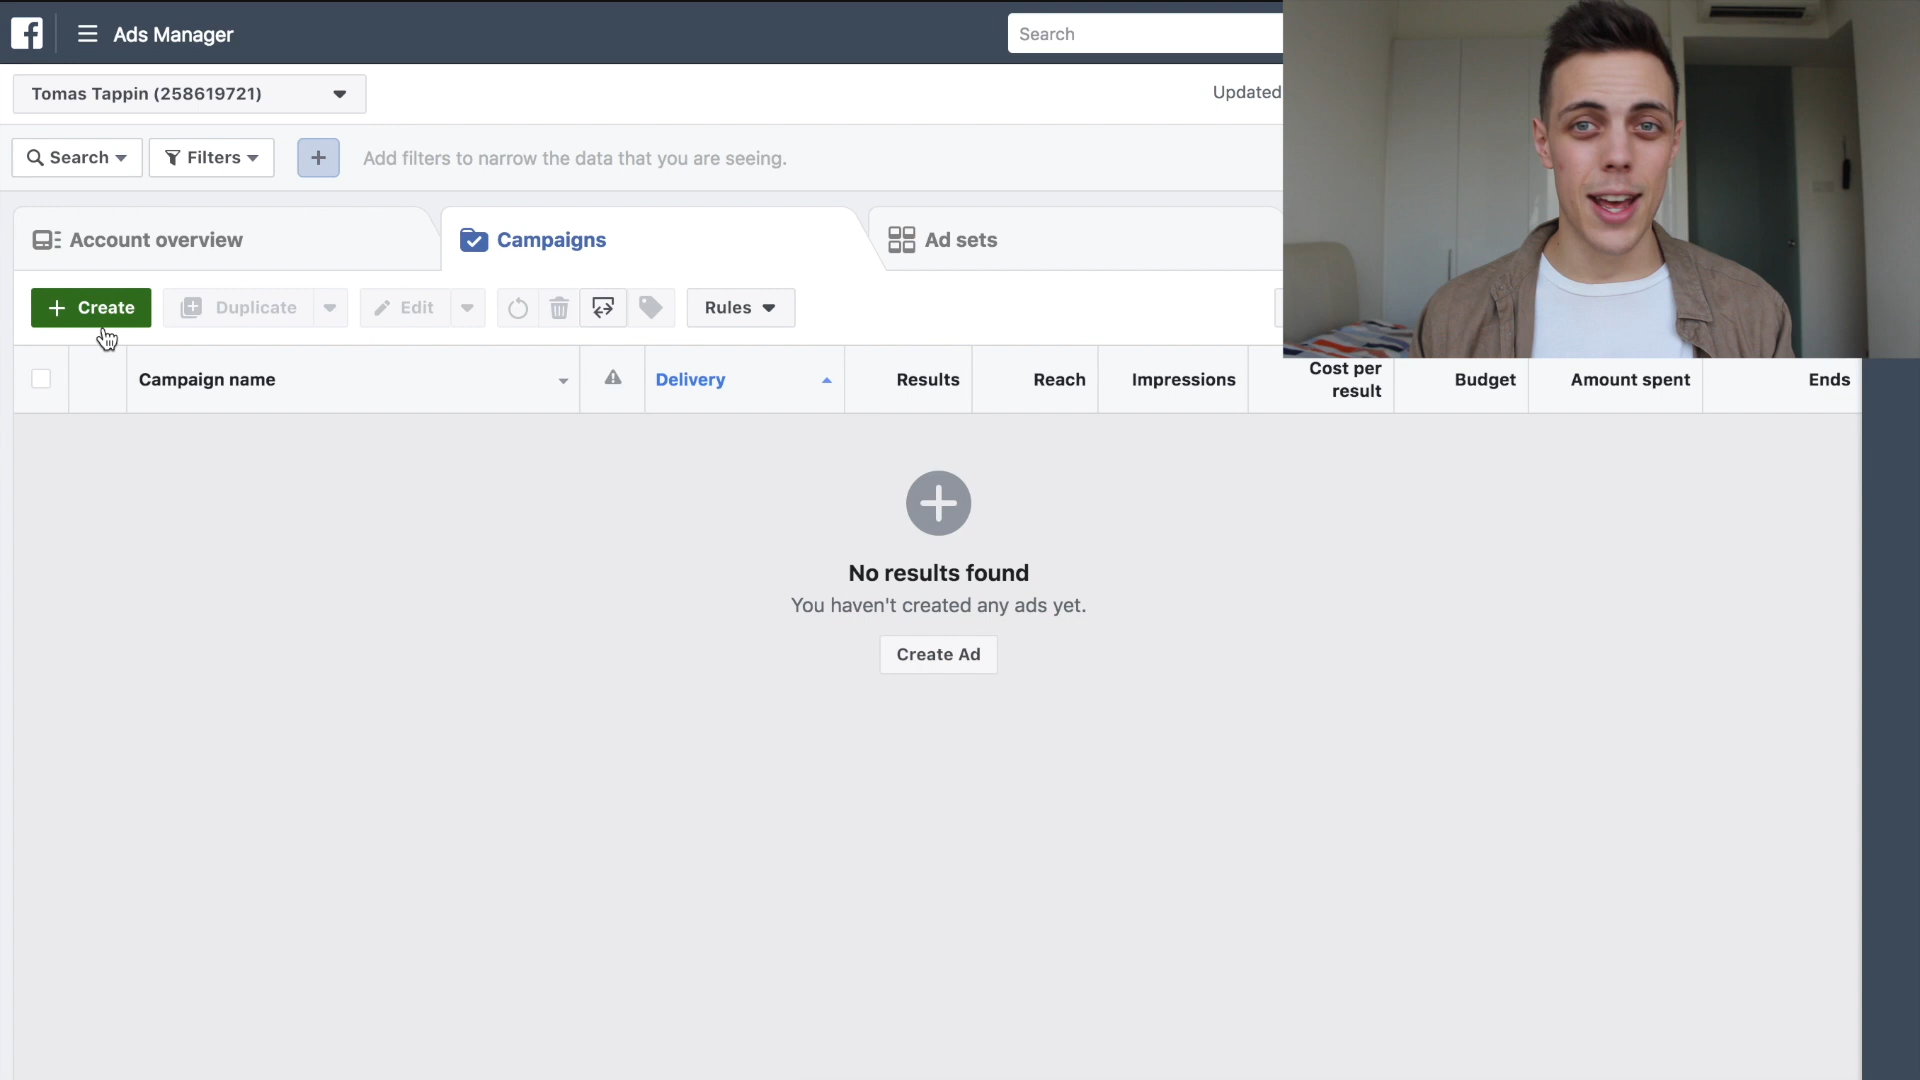 Ads Manager
Search
Tomas Tappin (258619721)
Updated
Search
Filters
Add filters to narrow the data that you are seeing.
Account overview
Campaigns
Ad sets
+ Create
Duplicate
Edit
Rules
Campaign name
Delivery
Results
Reach
Impressions
Cost per
result
Budget
Amount spent
Ends
No results found
You haven't created any ads yet.
Create Ad